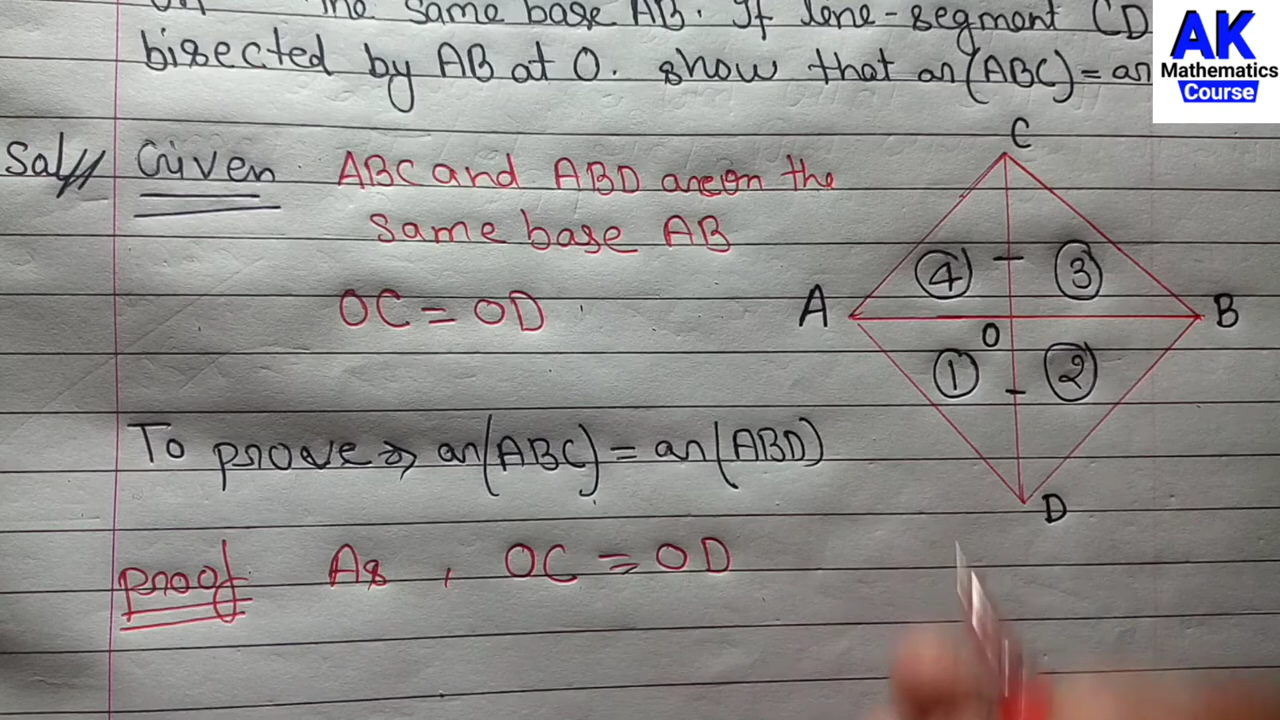 the same base AB. If line-segment CD
bisected by AB at O. show that ar(ABC)=ar
AK
Mathematics
Course
Sol// Given ABC and ABD are on the
same base AB
OC = OD
To prove → ar(ABC) = ar(ABD)
Proof As, OC = OD
C
4 3
A B
O
1 2
D